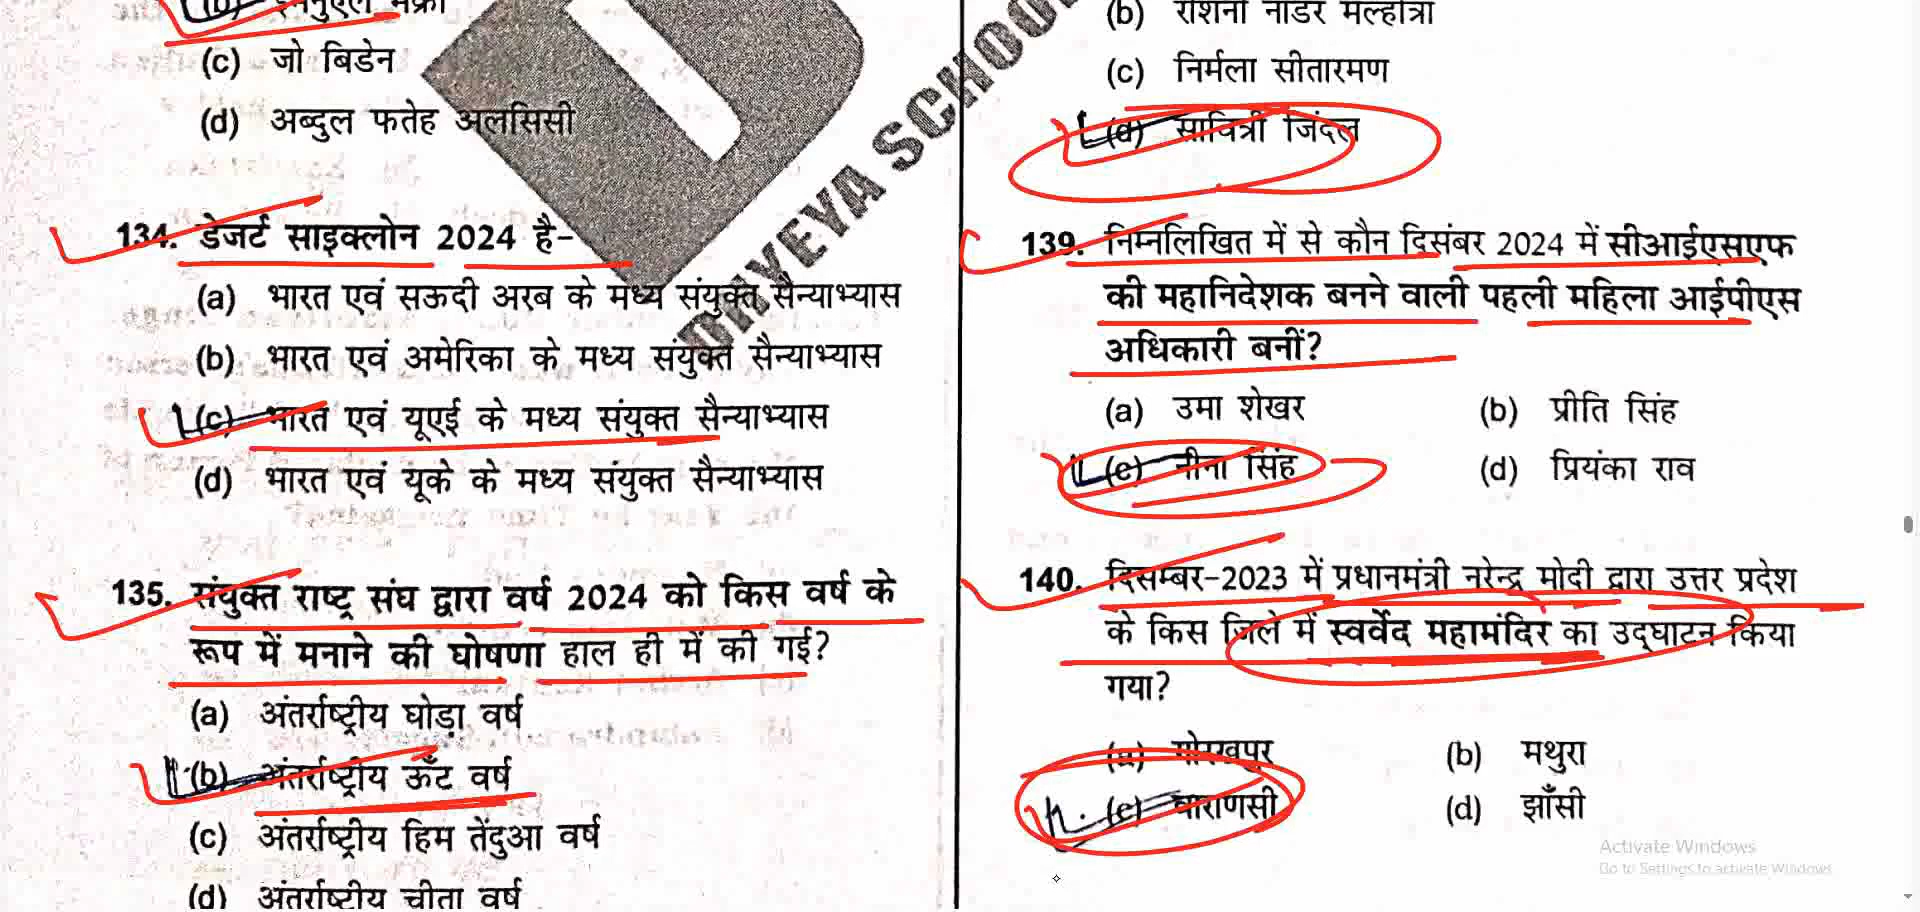 (b) इमैनुएल मैक्रों
(c) जो बिडेन
(d) अब्दुल फतेह अलसिसी
134. डेजर्ट साइक्लोन 2024 है-
(a) भारत एवं सऊदी अरब के मध्य संयुक्त सैन्याभ्यास
(b) भारत एवं अमेरिका के मध्य संयुक्त सैन्याभ्यास
(c) भारत एवं यूएई के मध्य संयुक्त सैन्याभ्यास
(d) भारत एवं यूके के मध्य संयुक्त सैन्याभ्यास
135. संयुक्त राष्ट्र संघ द्वारा वर्ष 2024 को किस वर्ष के
रूप में मनाने की घोषणा हाल ही में की गई?
(a) अंतर्राष्ट्रीय घोड़ा वर्ष
(b) अंतर्राष्ट्रीय ऊँट वर्ष
(c) अंतर्राष्ट्रीय हिम तेंदुआ वर्ष
(d) अंतर्राष्ट्रीय चीता वर्ष
DHYEYA SCHOOL
(b) रोशनी नाडर मल्होत्रा
(c) निर्मला सीतारमण
(d) सावित्री जिंदल
139. निम्नलिखित में से कौन दिसंबर 2024 में सीआईएसएफ
की महानिदेशक बनने वाली पहली महिला आईपीएस
अधिकारी बनीं?
(a) उमा शेखर (b) प्रीति सिंह
(c) नीना सिंह (d) प्रियंका राव
140. दिसम्बर-2023 में प्रधानमंत्री नरेन्द्र मोदी द्वारा उत्तर प्रदेश
के किस जिले में स्वर्वेद महामंदिर का उद्घाटन किया
गया?
(a) गोरखपुर (b) मथुरा
(c) वाराणसी (d) झाँसी
Activate Windows
Go to Settings to activate Windows.